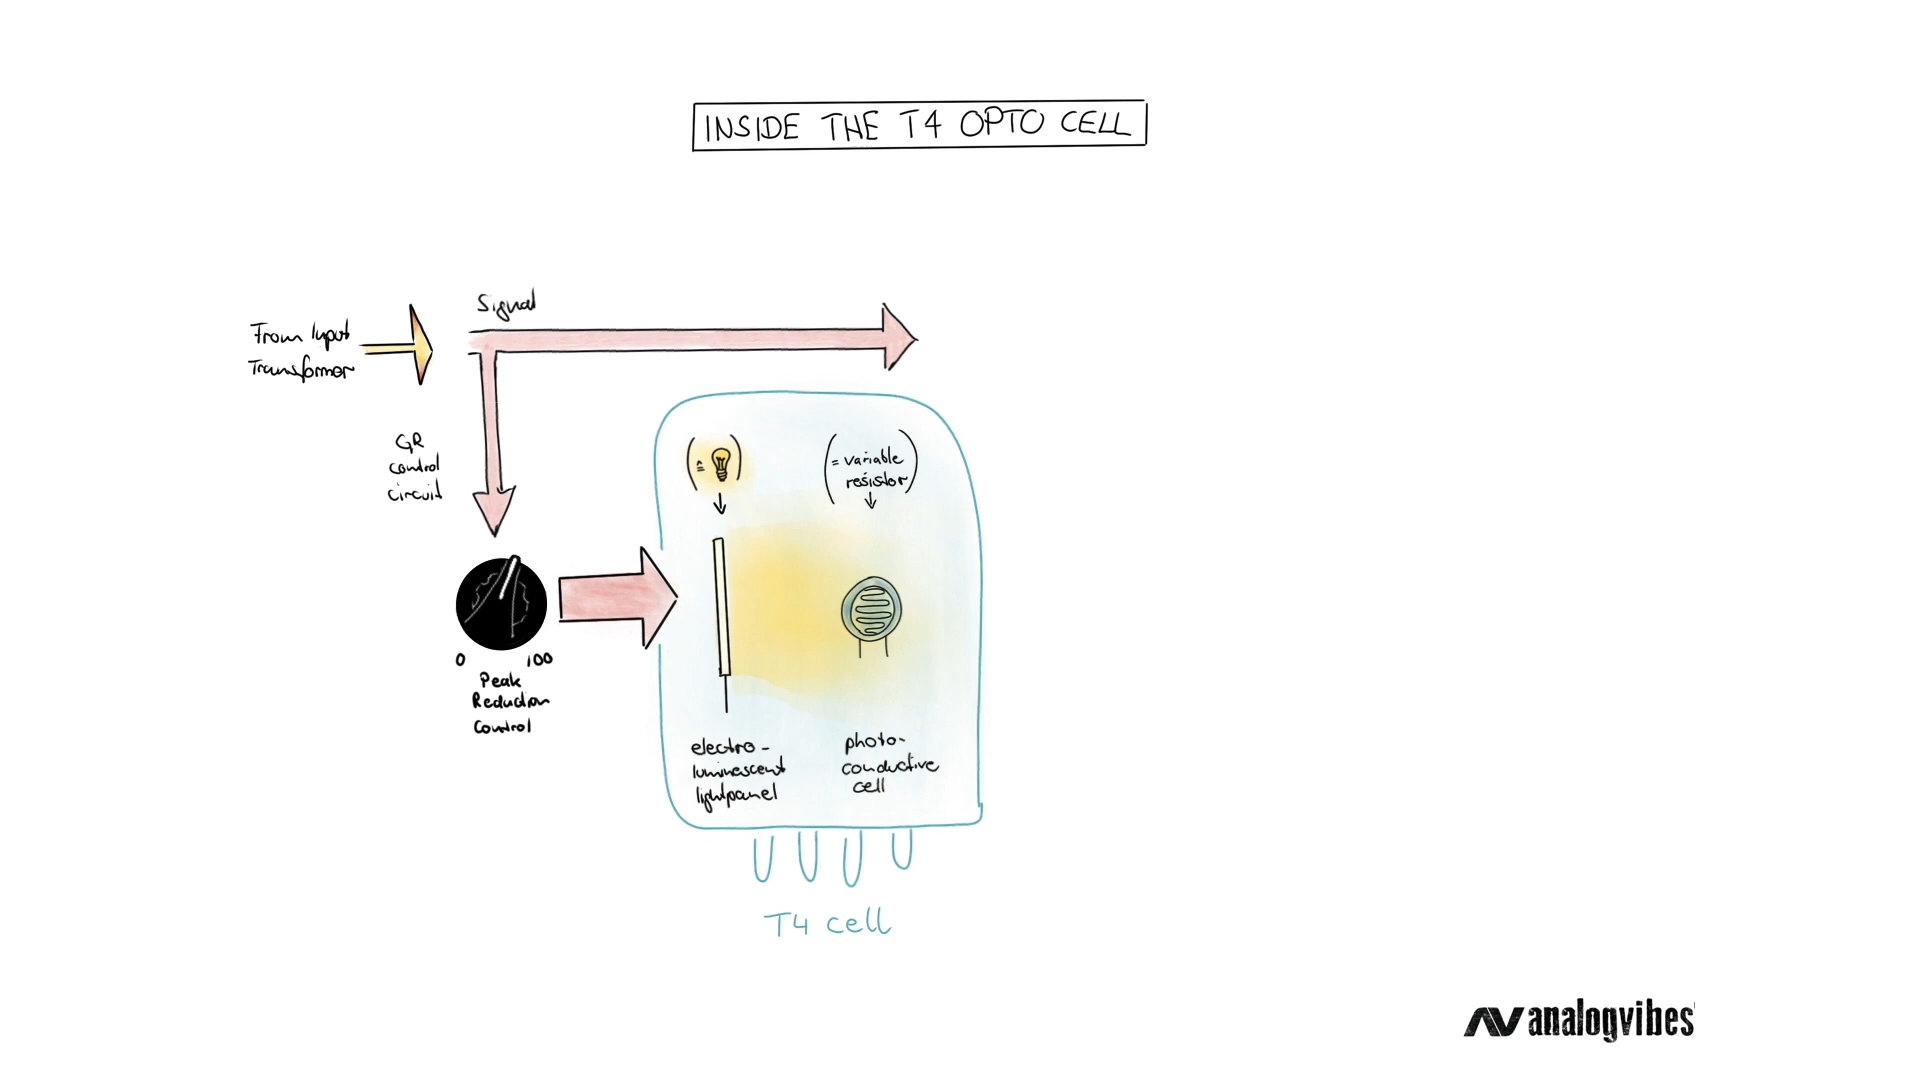 INSIDE THE T4 OPTO CELL
Signal
From Input
Transformer
GR
control
circuit
(≙ )
(= variable
resistor)
0 100
Peak
Reduction
Control
electro-
luminescent
lightpanel
photo-
conductive
cell
T4 cell
AV analogvibes